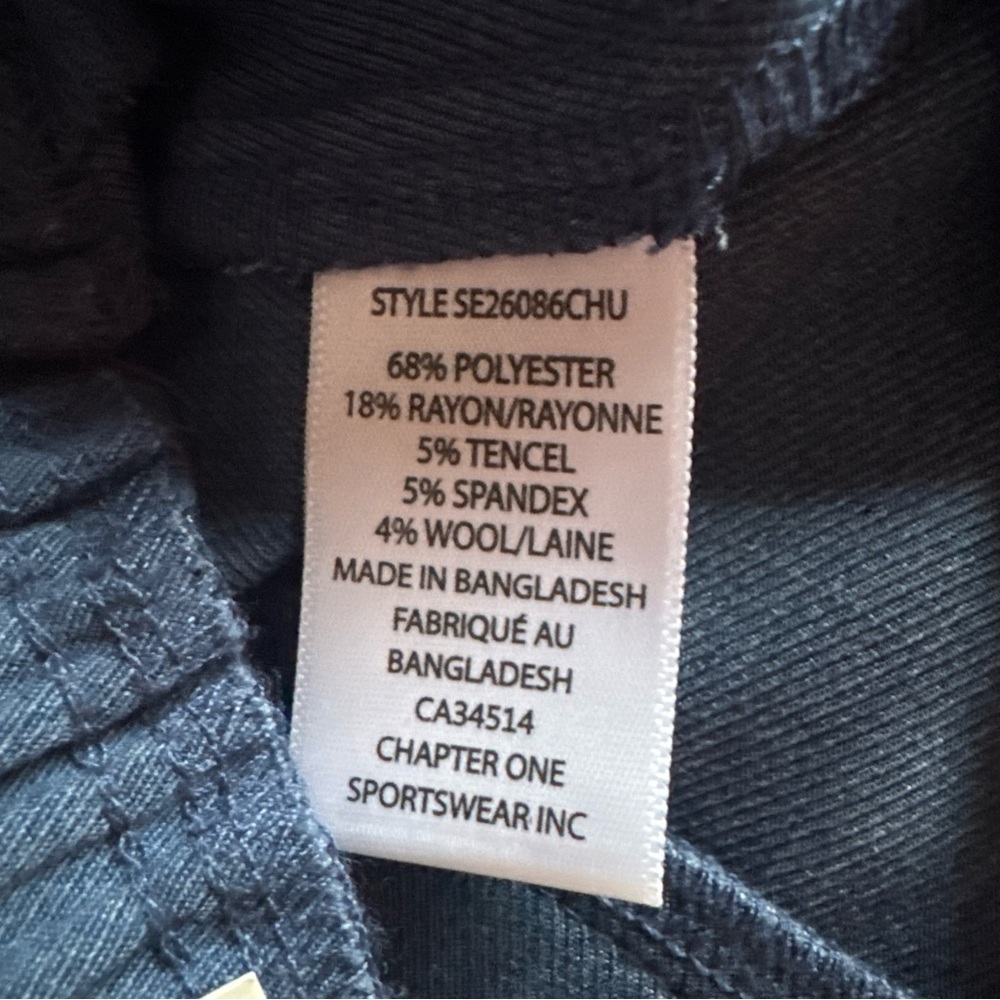 STYLE SE26086CHU
68% POLYESTER
18% RAYON/RAYONNE
5% TENCEL
5% SPANDEX
4% WOOL/LAINE
MADE IN BANGLADESH
FABRIQUÉ AU
BANGLADESH
CA34514
CHAPTER ONE
SPORTSWEAR INC